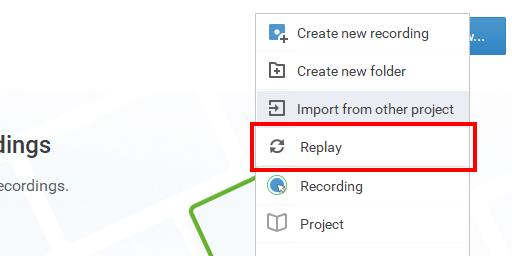 Create new recording
w...
Create new folder
Import from other project
dings
Replay
ecordings.
Recording
Project